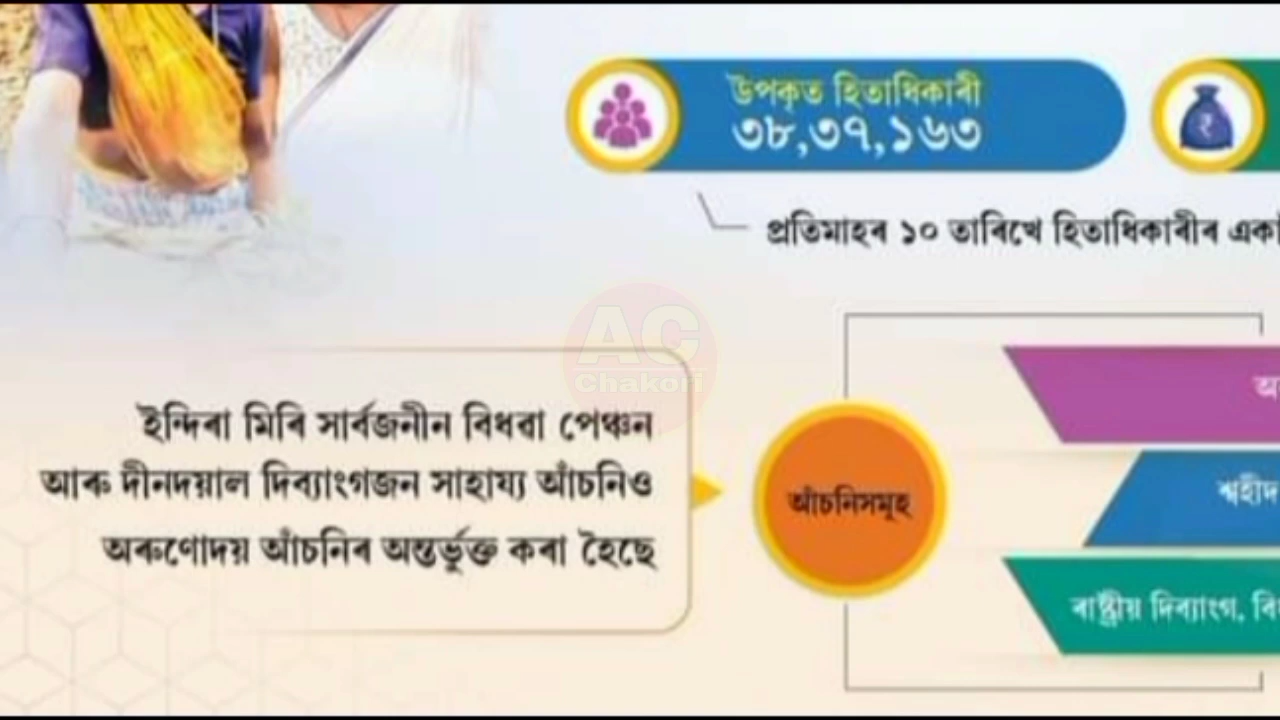 উপকৃত হিতাধিকাৰী
৩৮,৩৭,১৬৩
প্ৰতিমাহৰ ১০ তাৰিখে হিতাধিকাৰীৰ
AC
Chakori
ইন্দিৰা মিৰি সাৰ্বজনীন বিধৱা পেঞ্চন
আৰু দীনদয়াল দিব্যাংগজন সাহায্য আঁচনিও
অৰুণোদয় আঁচনিৰ অন্তৰ্ভুক্ত কৰা হৈছে
আঁচনিসমূহ
শ্বহীদ
ৰাষ্ট্ৰীয় দিব্যাংগ,